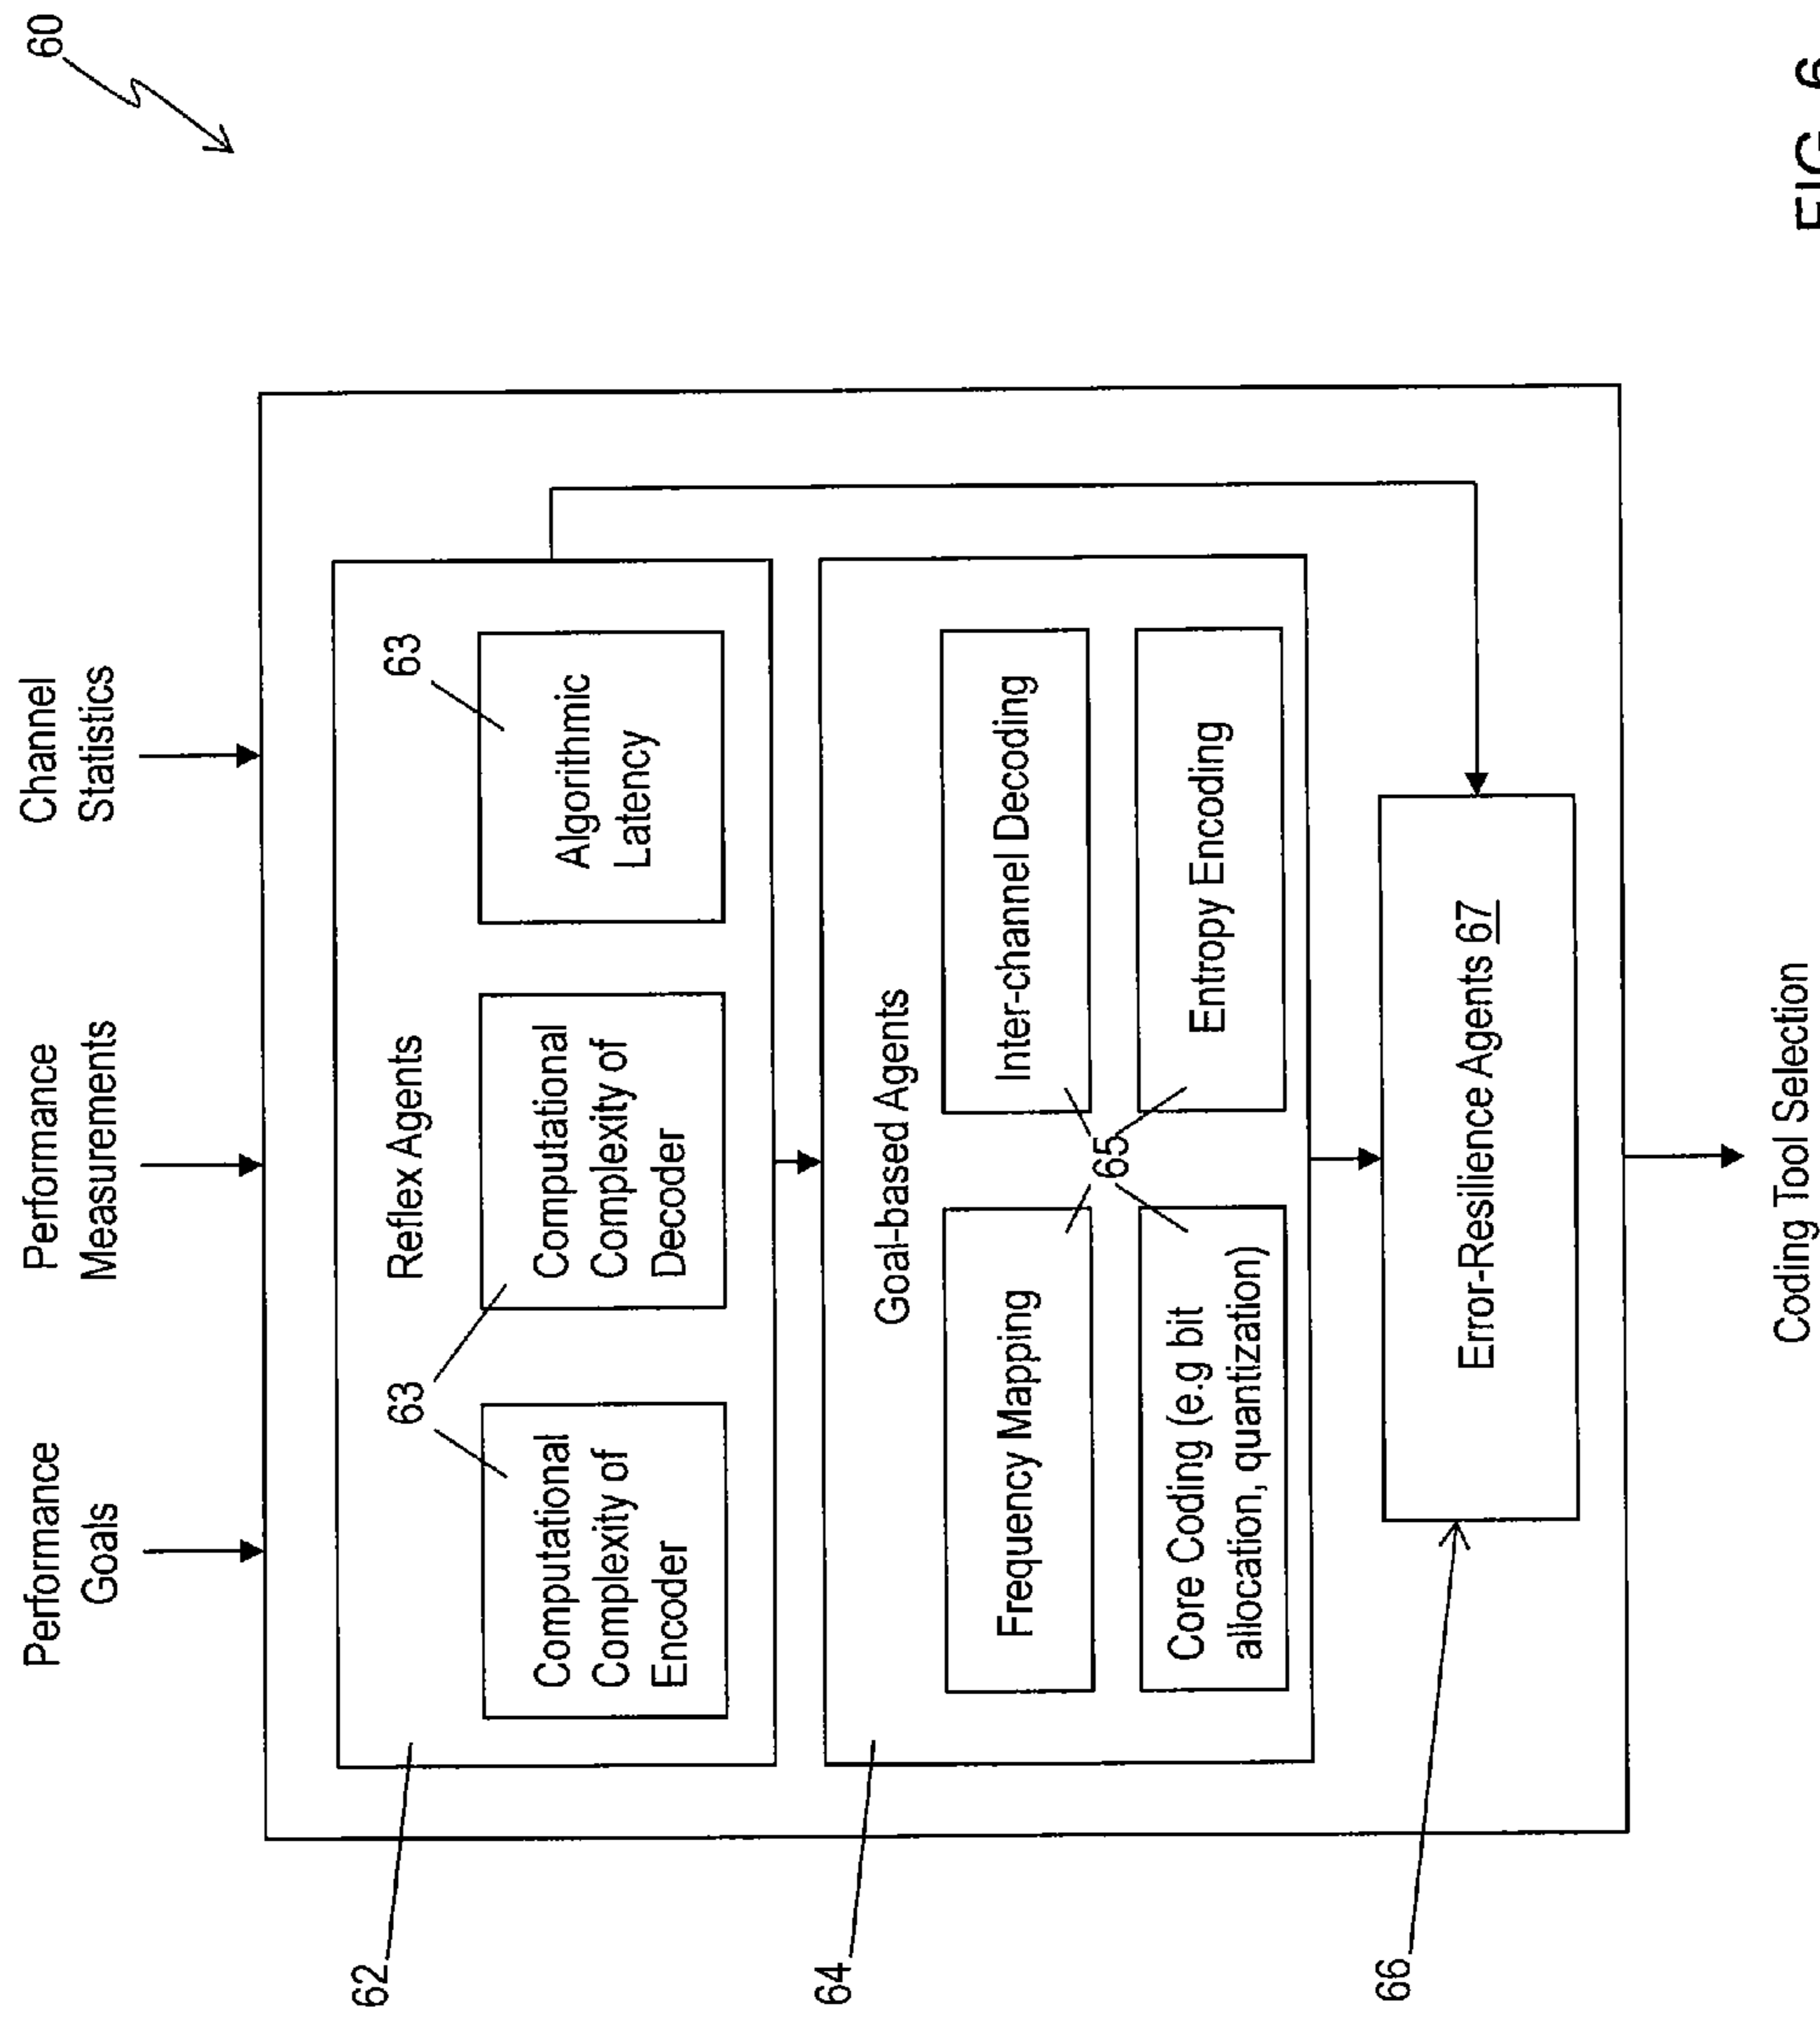 60
Performance
Goals
Performance
Measurements
Channel
Statistics
62
Reflex Agents
63
63
Computational
Complexity of
Encoder
Computational
Complexity of
Decoder
Algorithmic
Latency
64
Goal-based Agents
Frequency Mapping
Inter-channel Decoding
65
Core Coding (e.g bit
allocation, quantization)
Entropy Encoding
66
Error-Resilience Agents 67
Coding Tool Selection
FIG. 6